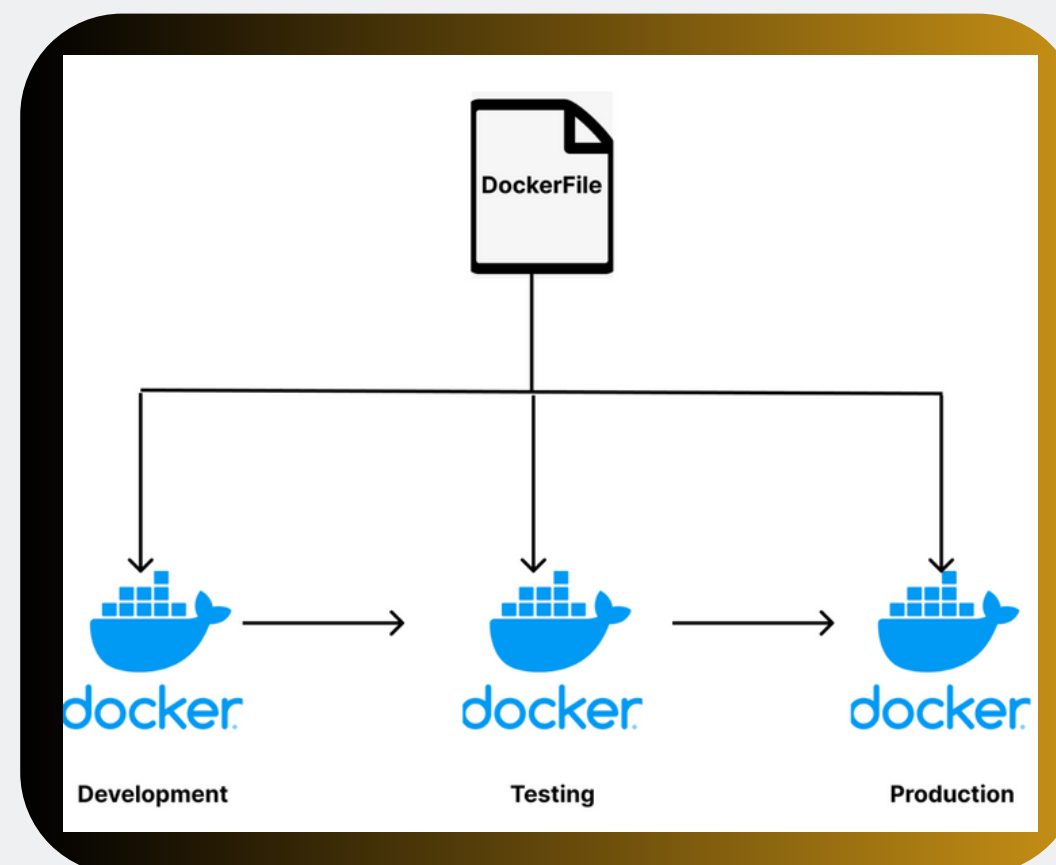 DockerFile
docker
docker
docker
Development
Testing
Production